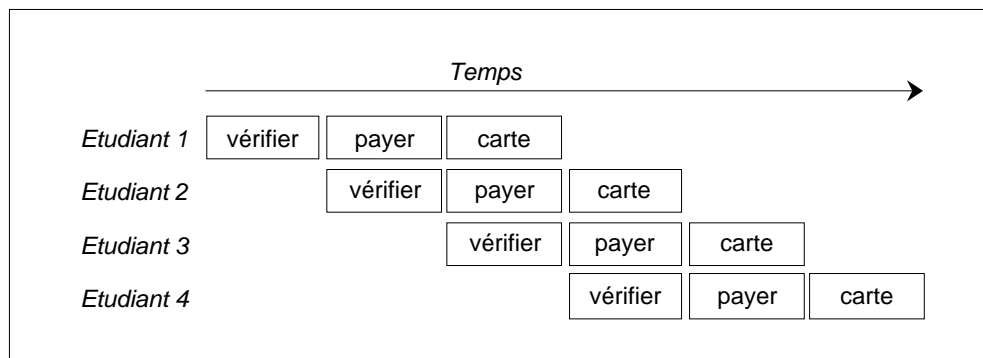 Temps
Etudiant 1 vérifier payer carte
Etudiant 2 vérifier payer carte
Etudiant 3 vérifier payer carte
Etudiant 4 vérifier payer carte